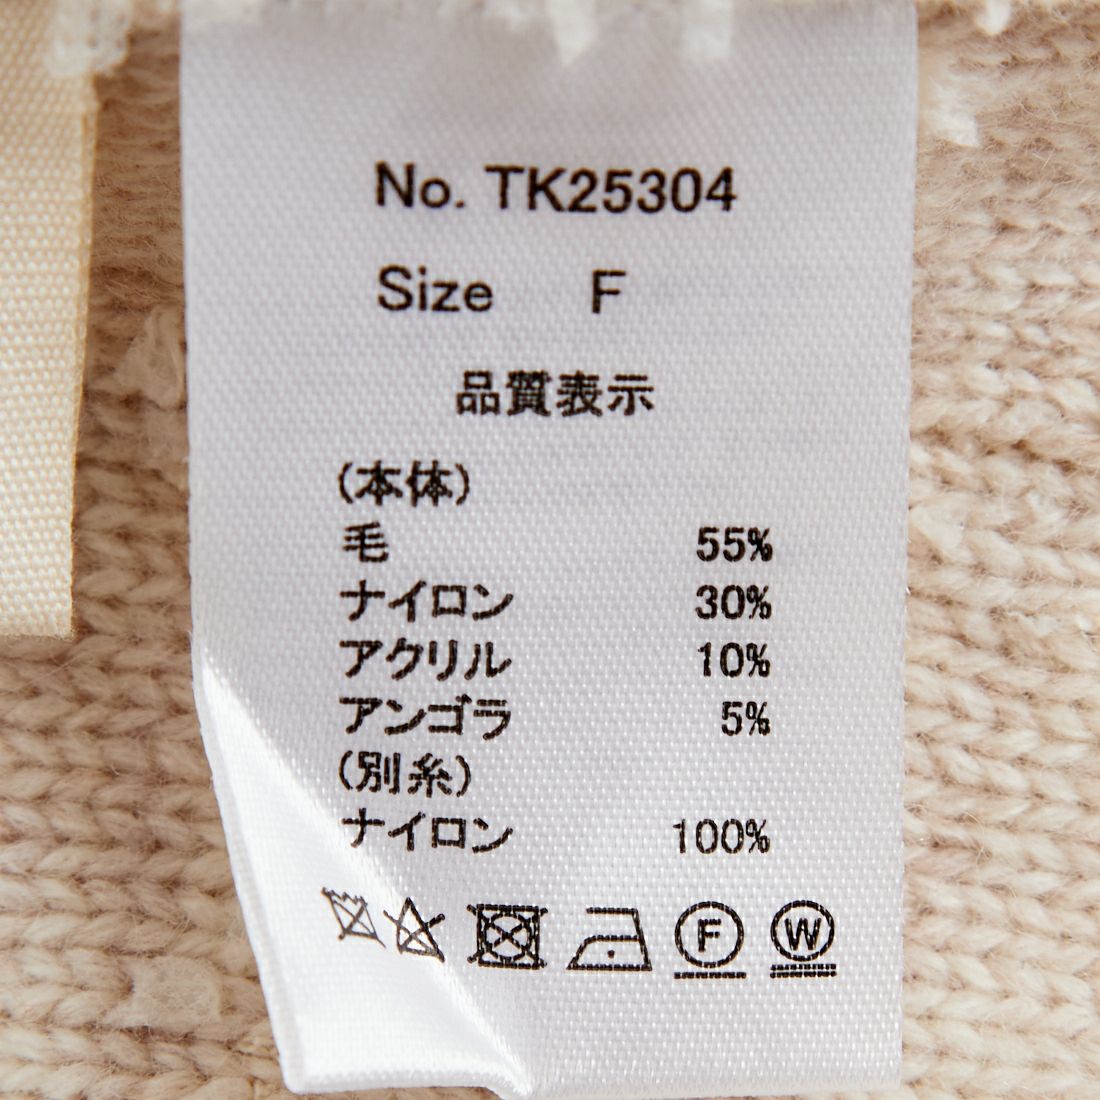 No. TK25304
Size F
品質表示
(本体)
毛 55%
ナイロン 30%
アクリル 10%
アンゴラ 5%
(別糸)
ナイロン 100%
F W